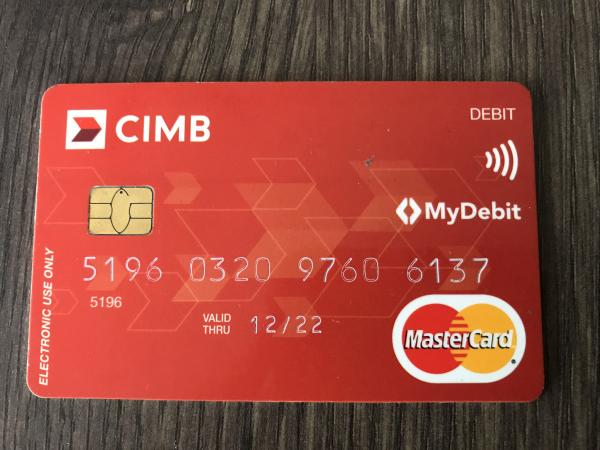 CIMB
DEBIT
MyDebit
5196 0320 9760 6137
5196
VALID
THRU
12/22
MasterCard
ELECTRONIC USE ONLY